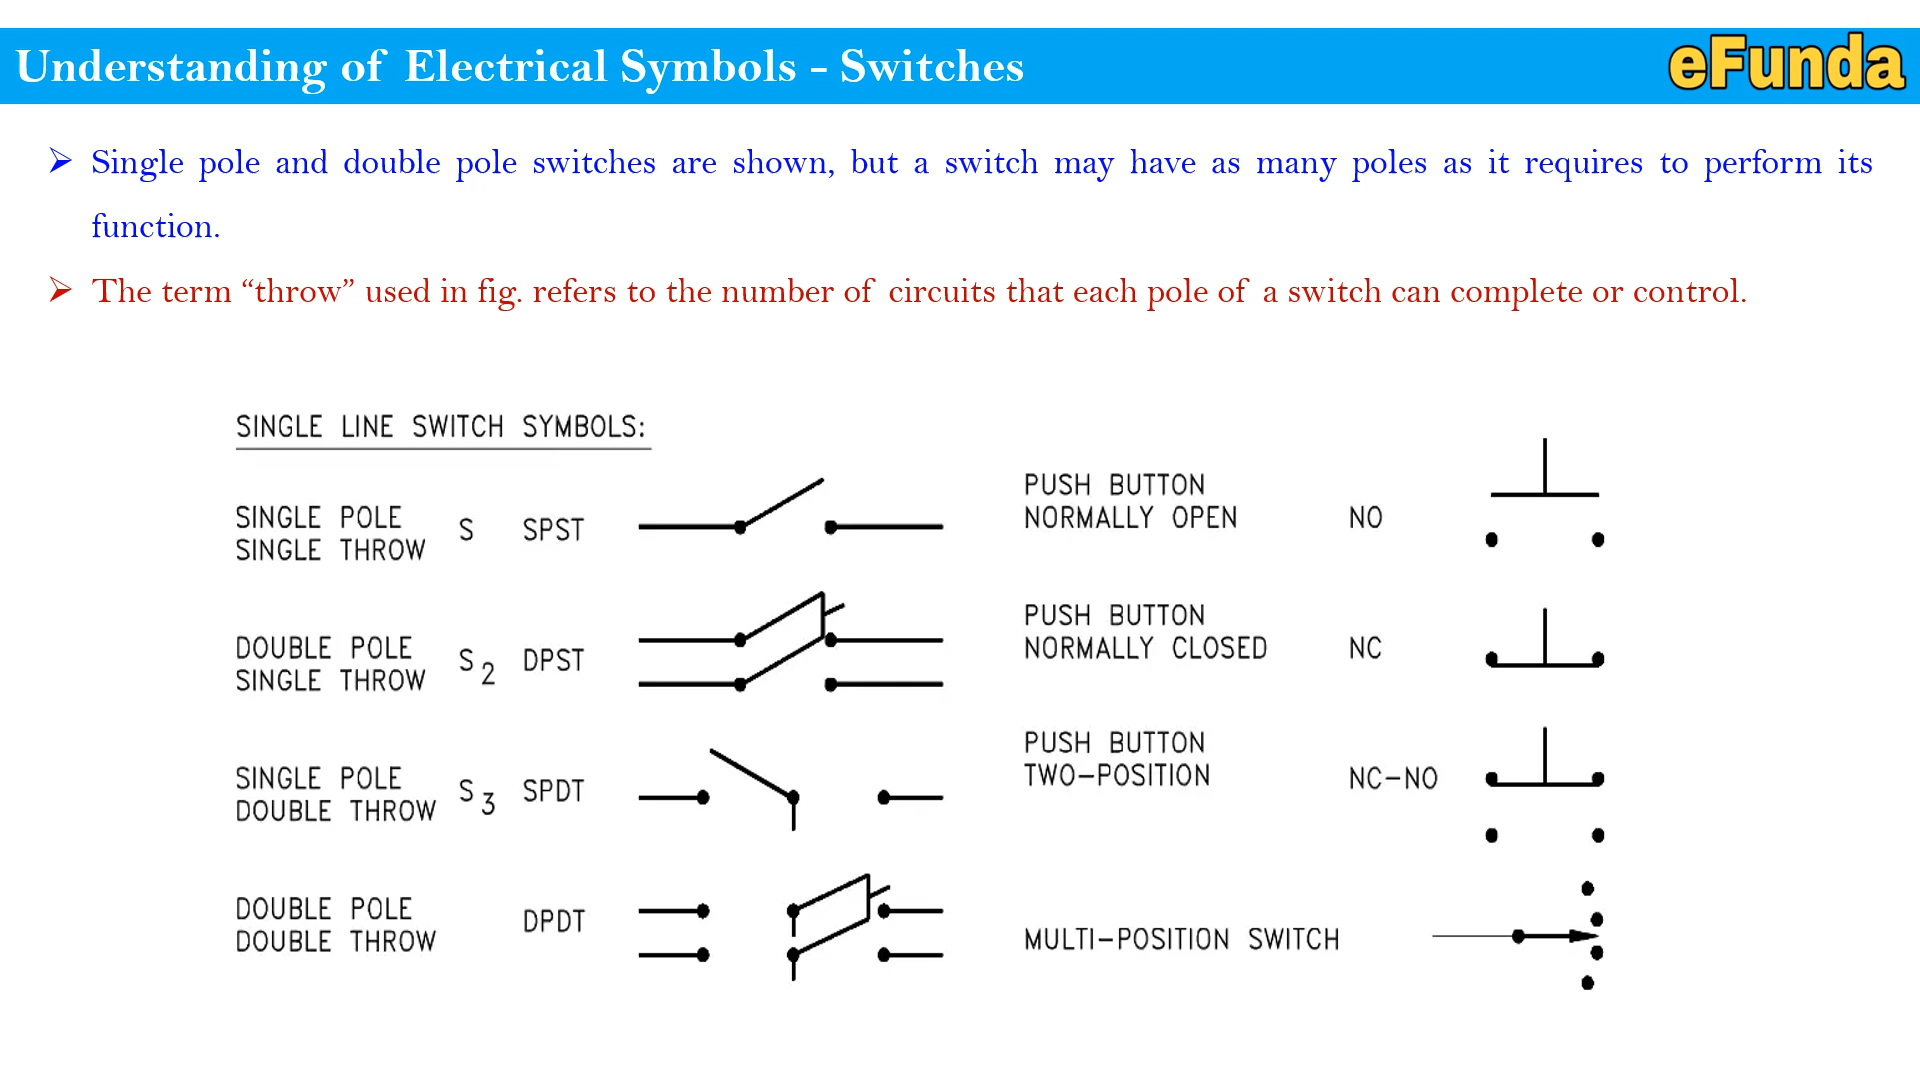 Understanding of Electrical Symbols - Switches
eFunda
Single pole and double pole switches are shown, but a switch may have as many poles as it requires to perform its
function.
The term “throw” used in fig. refers to the number of circuits that each pole of a switch can complete or control.
SINGLE LINE SWITCH SYMBOLS:
SINGLE POLE
SINGLE THROW
S
SPST
DOUBLE POLE
SINGLE THROW
S 2
DPST
SINGLE POLE
DOUBLE THROW
S 3
SPDT
DOUBLE POLE
DOUBLE THROW
DPDT
PUSH BUTTON
NORMALLY OPEN
NO
PUSH BUTTON
NORMALLY CLOSED
NC
PUSH BUTTON
TWO-POSITION
NC-NO
MULTI-POSITION SWITCH